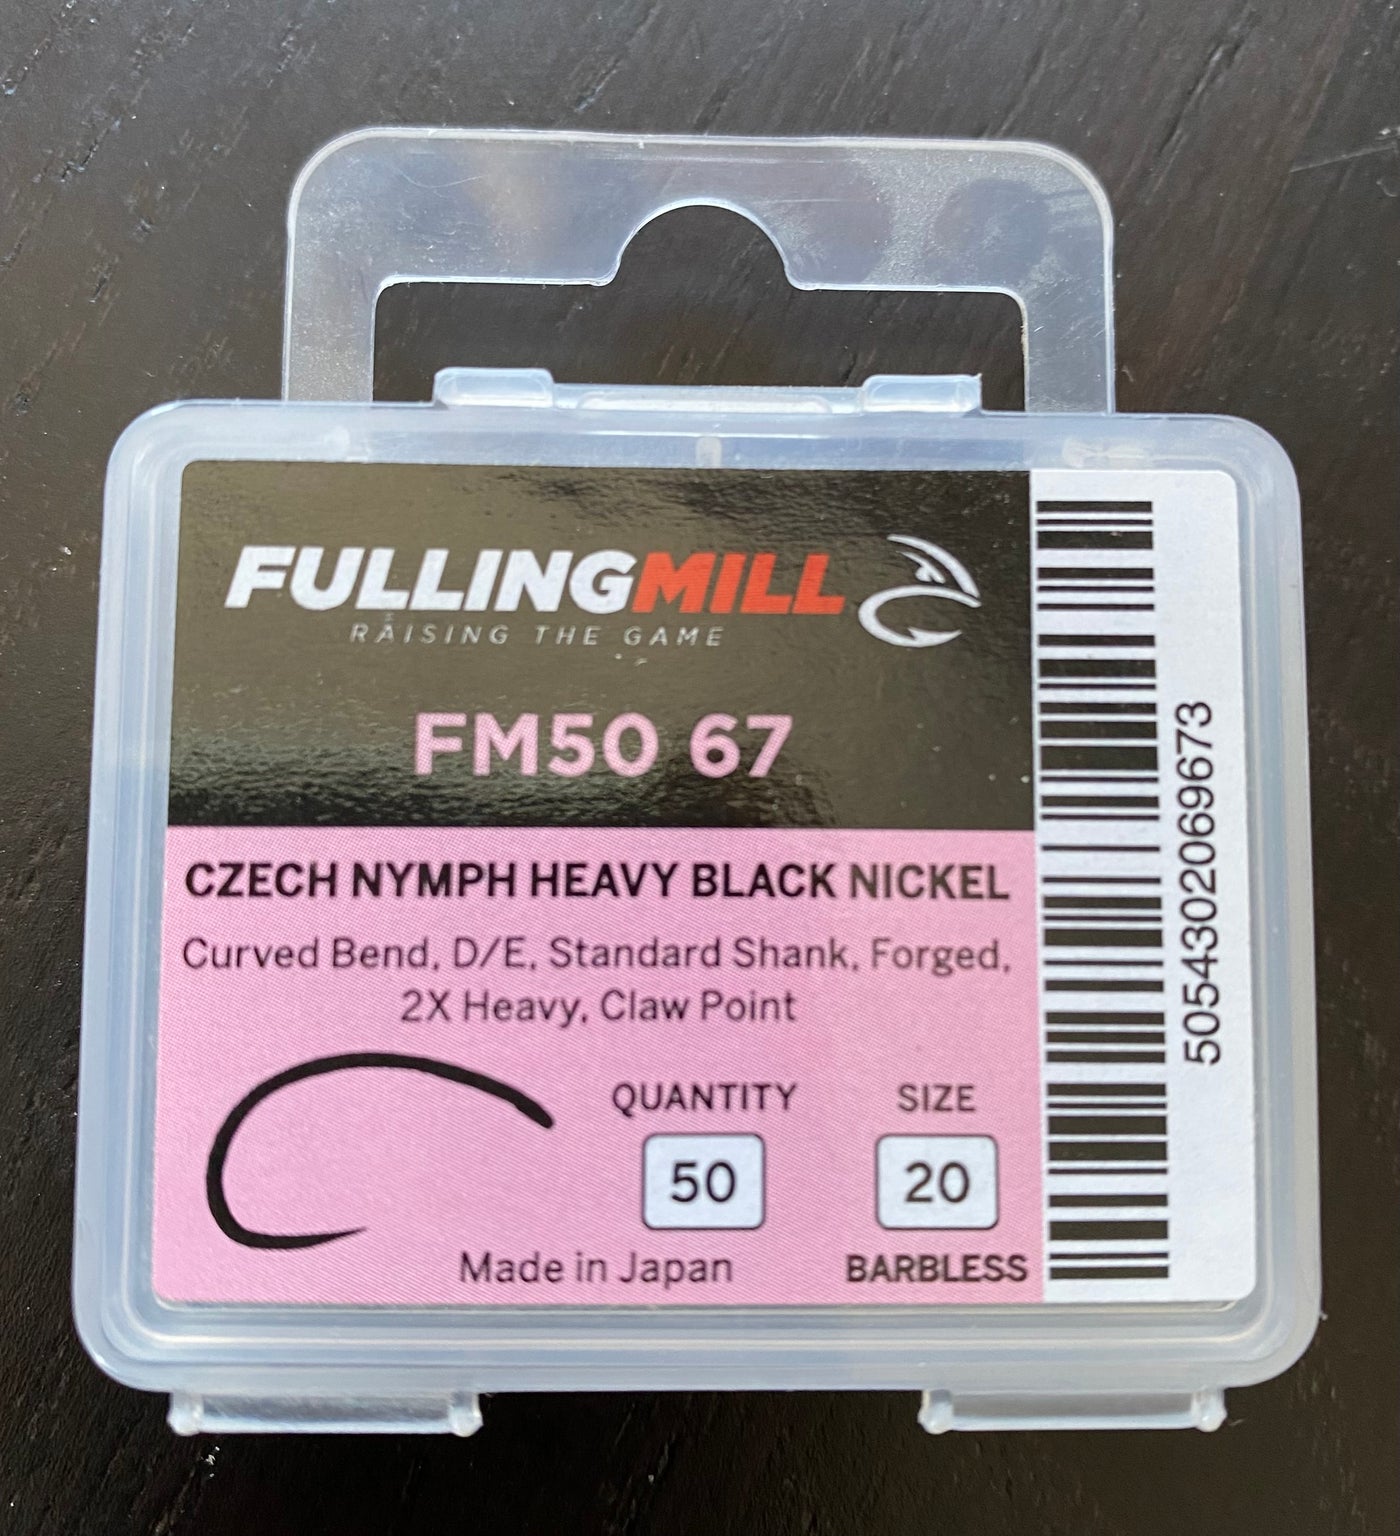 FULLINGMILL
RAISING THE GAME
FM50 67
CZECH NYMPH HEAVY BLACK NICKEL
Curved Bend, D/E, Standard Shank, Forged,
2X Heavy, Claw Point
QUANTITY SIZE
50 20
Made in Japan BARBLESS
5054302069673